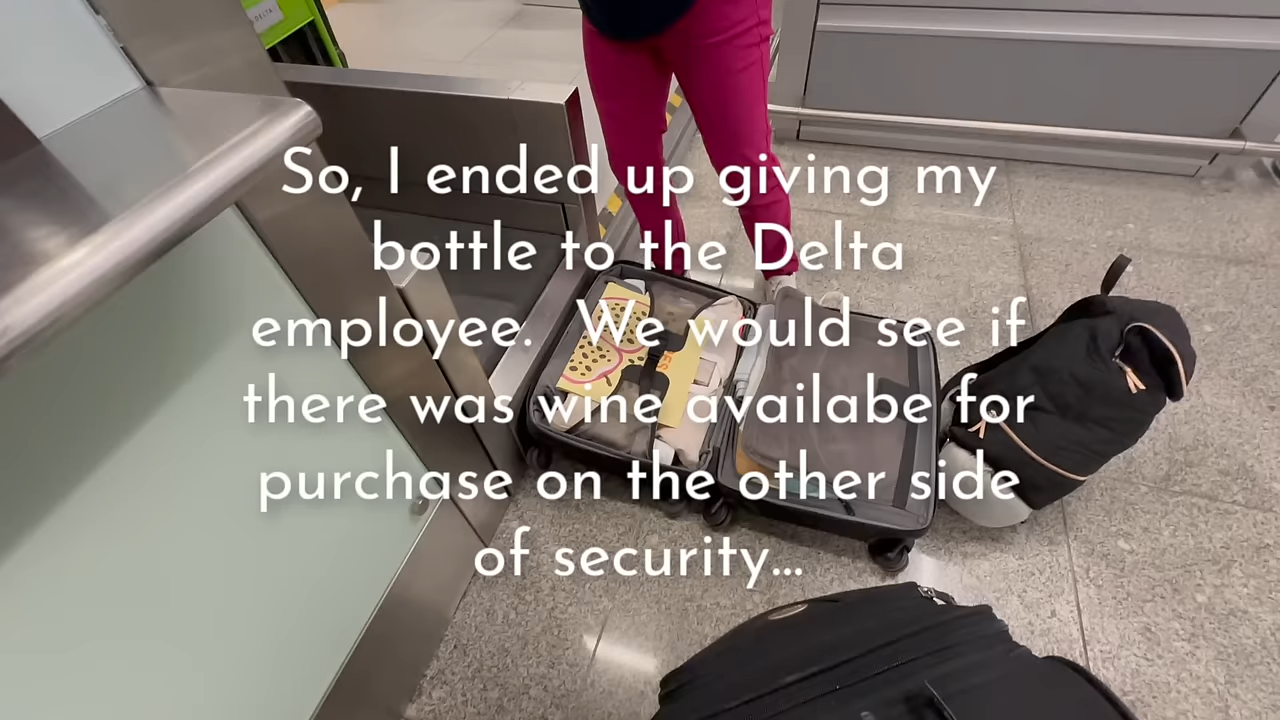 DELTA
So, I ended up giving my
bottle to the Delta
employee.  We would see if
there was wine availabe for
purchase on the other side
of security...